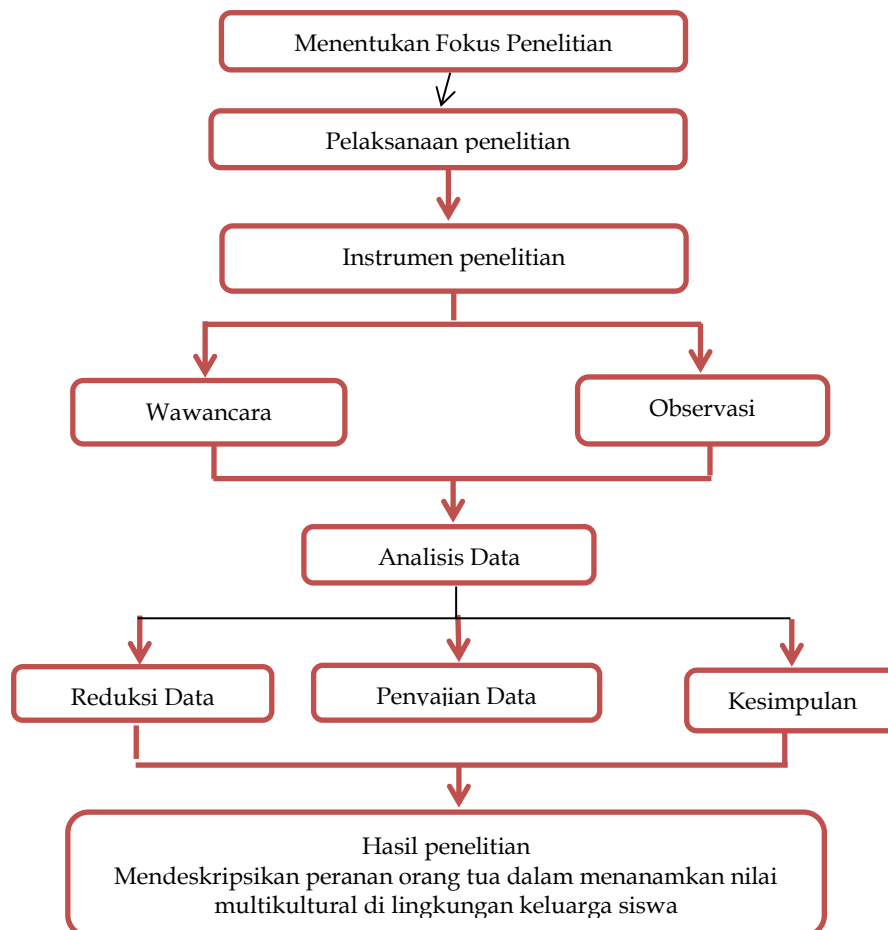 Menentukan Fokus Penelitian
Pelaksanaan penelitian
Instrumen penelitian
Wawancara
Observasi
Analisis Data
Reduksi Data
Penyajian Data
Kesimpulan
Hasil penelitian
Mendeskripsikan peranan orang tua dalam menanamkan nilai
multikultural di lingkungan keluarga siswa